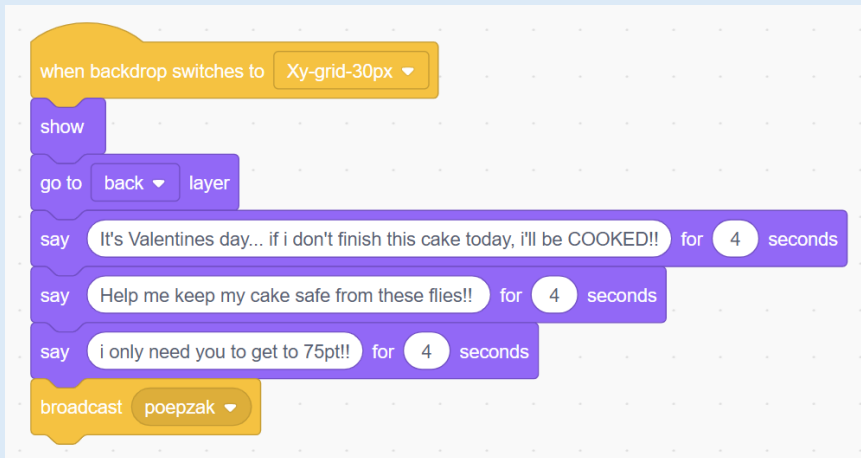 when backdrop switches to Xy-grid-30px
show
go to back layer
say It's Valentines day... if i don't finish this cake today, i'll be COOKED!! for 4 seconds
say Help me keep my cake safe from these flies!! for 4 seconds
say i only need you to get to 75pt!! for 4 seconds
broadcast poepzak